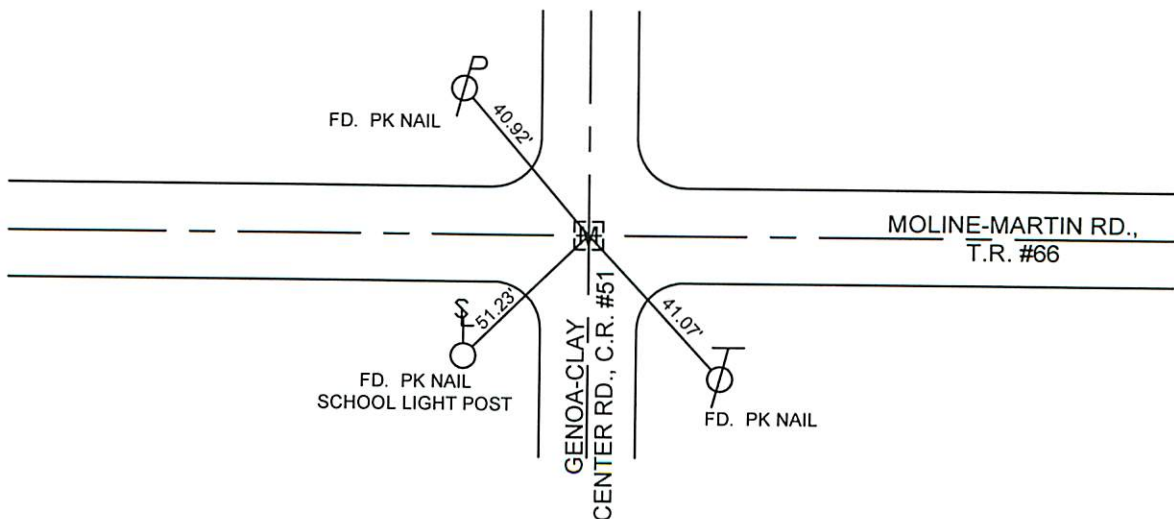 P
FD. PK NAIL
40.92'
MOLINE-MARTIN RD.,
T.R. #66
M
SL
51.23'
41.07'
T
FD. PK NAIL
SCHOOL LIGHT POST
GENOA-CLAY
CENTER RD., C.R. #51
FD. PK NAIL